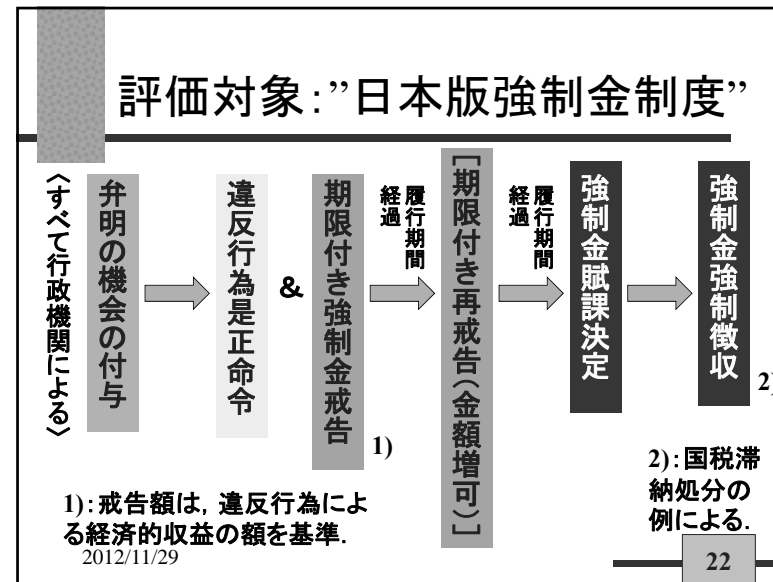 評価対象：”日本版強制金制度”
〈すべて行政機関による〉
弁明の機会の付与
違反行為是正命令
&
期限付き強制金戒告
1)
履行期間
経過
［期限付き再戒告（金額増可）］
履行期間
経過
強制金賦課決定
強制金強制徴収
2)
1)：戒告額は，違反行為によ
る経済的収益の額を基準.
2)：国税滞
納処分の
例による.
2012/11/29
22